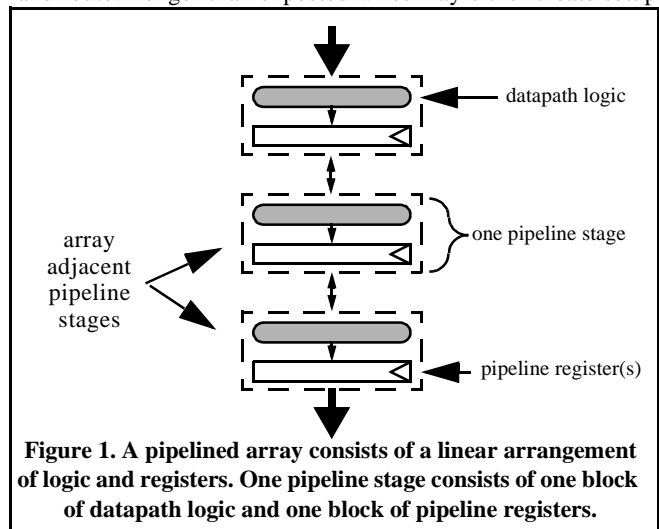 datapath logic
one pipeline stage
array
adjacent
pipeline
stages
pipeline register(s)
Figure 1. A pipelined array consists of a linear arrangement
of logic and registers. One pipeline stage consists of one block
of datapath logic and one block of pipeline registers.